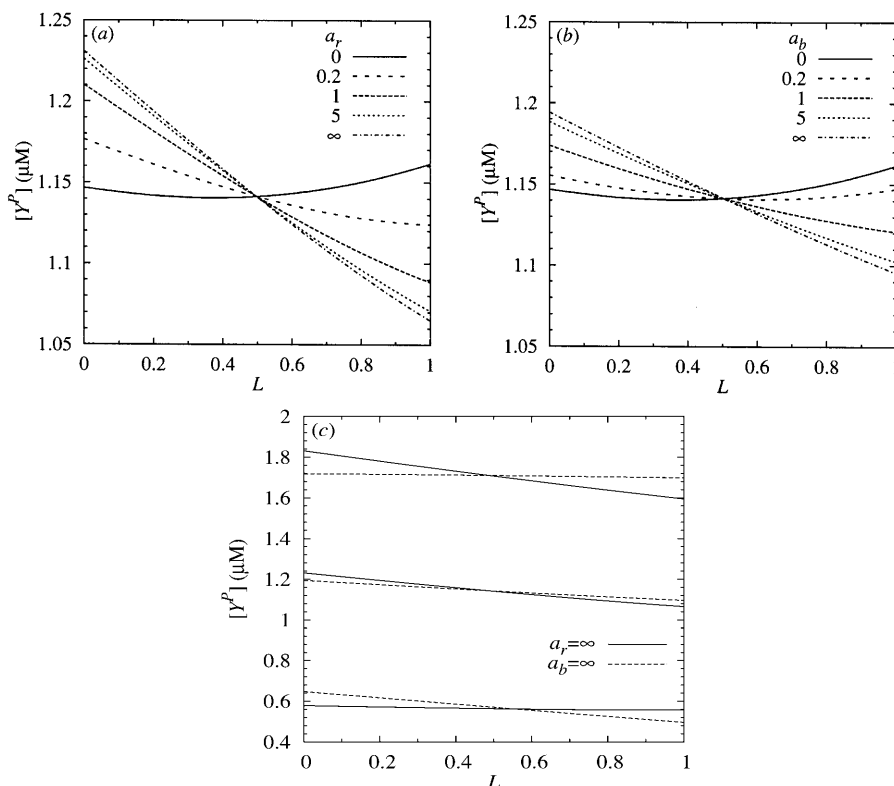 (a)
a_r
0
0.2
1
5
∞
1.25
1.2
1.15
1.1
1.05
[Y^P] (μM)
0 0.2 0.4 0.6 0.8 1
L
(b)
a_b
0
0.2
1
5
∞
1.25
1.2
1.15
1.1
1.05
[Y^P] (μM)
0 0.2 0.4 0.6 0.8
L
(c)
2
1.8
1.6
1.4
1.2
1
0.8
0.6
0.4
[Y^P] (μM)
a_r=∞
a_b=∞
0 0.2 0.4 0.6 0.8 1
L